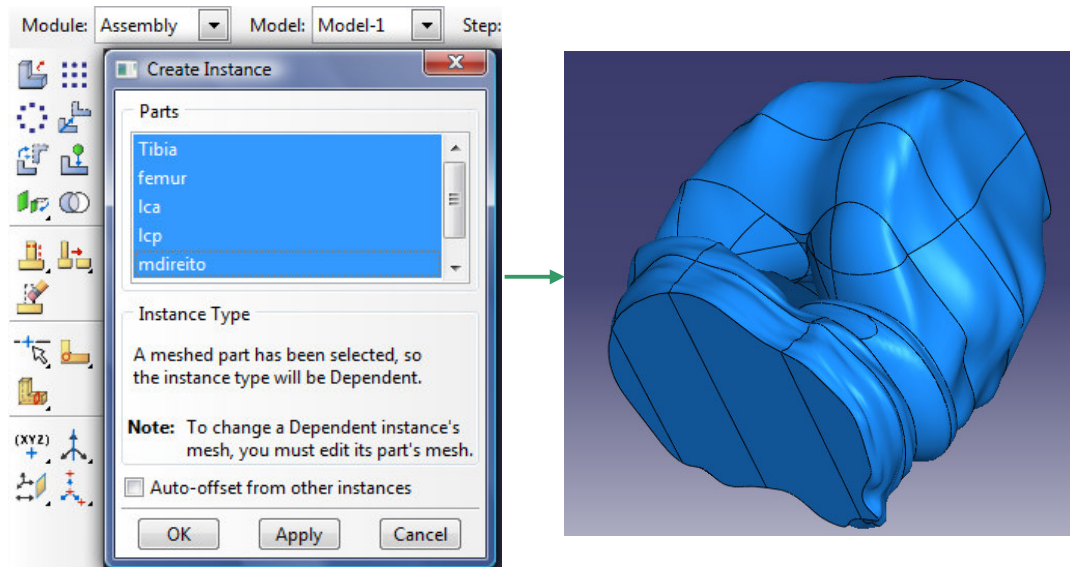 Module: Assembly Model: Model-1 Step:
Create Instance
Parts
Tibia
femur
lca
lcp
mdireito
Instance Type
A meshed part has been selected, so
the instance type will be Dependent.
Note: To change a Dependent instance's
mesh, you must edit its part's mesh.
Auto-offset from other instances
OK Apply Cancel
(XYZ)